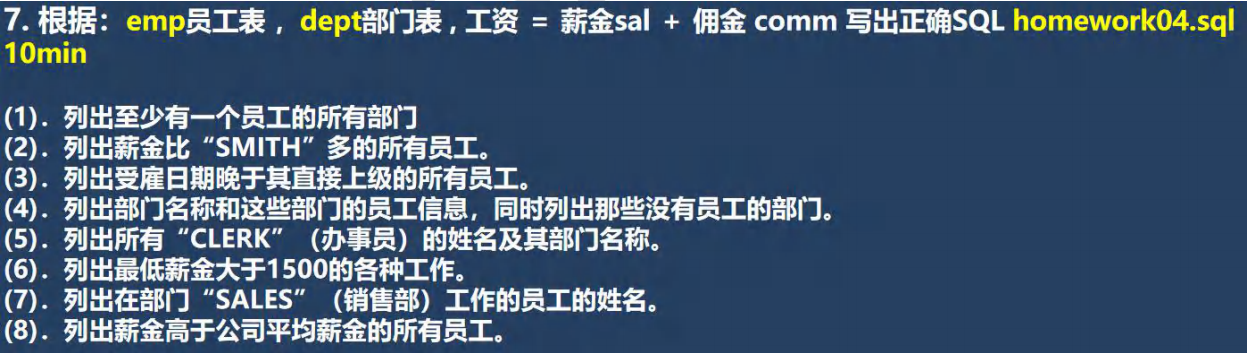 7. 根据：emp员工表 ，dept部门表 , 工资 = 薪金sal + 佣金 comm 写出正确SQL homework04.sql
10min
(1)．列出至少有一个员工的所有部门
(2)．列出薪金比“SMITH”多的所有员工。
(3)．列出受雇日期晚于其直接上级的所有员工。
(4)．列出部门名称和这些部门的员工信息，同时列出那些没有员工的部门。
(5)．列出所有“CLERK”（办事员）的姓名及其部门名称。
(6)．列出最低薪金大于1500的各种工作。
(7)．列出在部门“SALES”（销售部）工作的员工的姓名。
(8)．列出薪金高于公司平均薪金的所有员工。